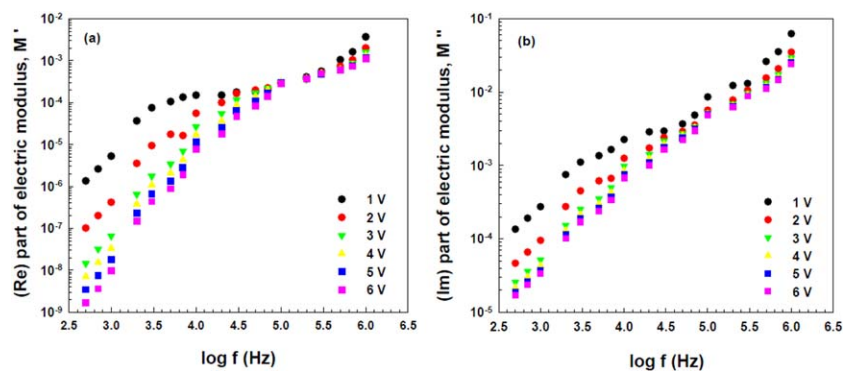 (a)
(Re) part of electric modulus, M '
10-2
10-3
10-4
10-5
10-6
10-7
10-8
10-9
1 V
2 V
3 V
4 V
5 V
6 V
2.5 3.0 3.5 4.0 4.5 5.0 5.5 6.0 6.5
log f (Hz)
(b)
(Im) part of electric modulus, M "
10-1
10-2
10-3
10-4
10-5
1 V
2 V
3 V
4 V
5 V
6 V
2.5 3.0 3.5 4.0 4.5 5.0 5.5 6.0 6.5
log f (Hz)